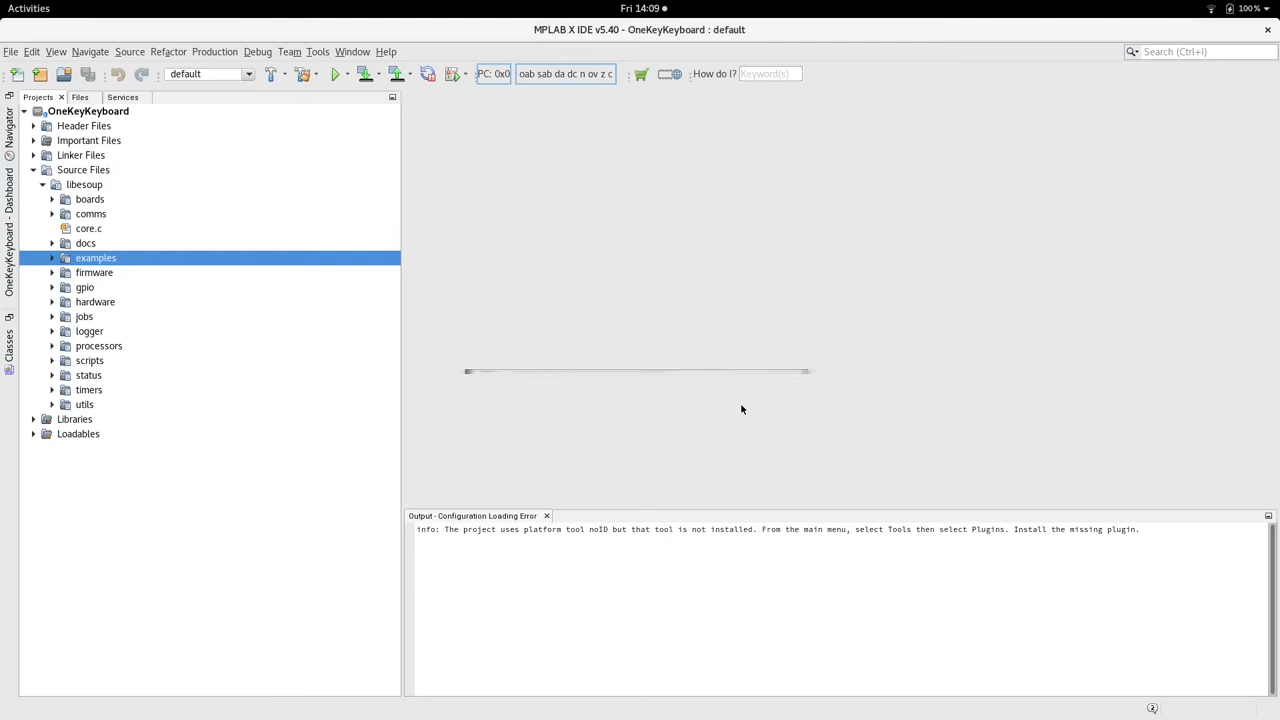 Activities
Fri 14:09
100%
MPLAB X IDE v5.40 - OneKeyKeyboard : default
File Edit View Navigate Source Refactor Production Debug Team Tools Window Help
Search (Ctrl+I)
default
PC: 0x0
oab sab da dc n ov z c
How do I?
Keyword(s)
Projects
Files
Services
Navigator
OneKeyKeyboard - Dashboard
Classes
OneKeyKeyboard
Header Files
Important Files
Linker Files
Source Files
libesoup
boards
comms
core.c
docs
examples
firmware
gpio
hardware
jobs
logger
processors
scripts
status
timers
utils
Libraries
Loadables
Output - Configuration Loading Error
info: The project uses platform tool noID but that tool is not installed. From the main menu, select Tools then select Plugins. Install the missing plugin.
2